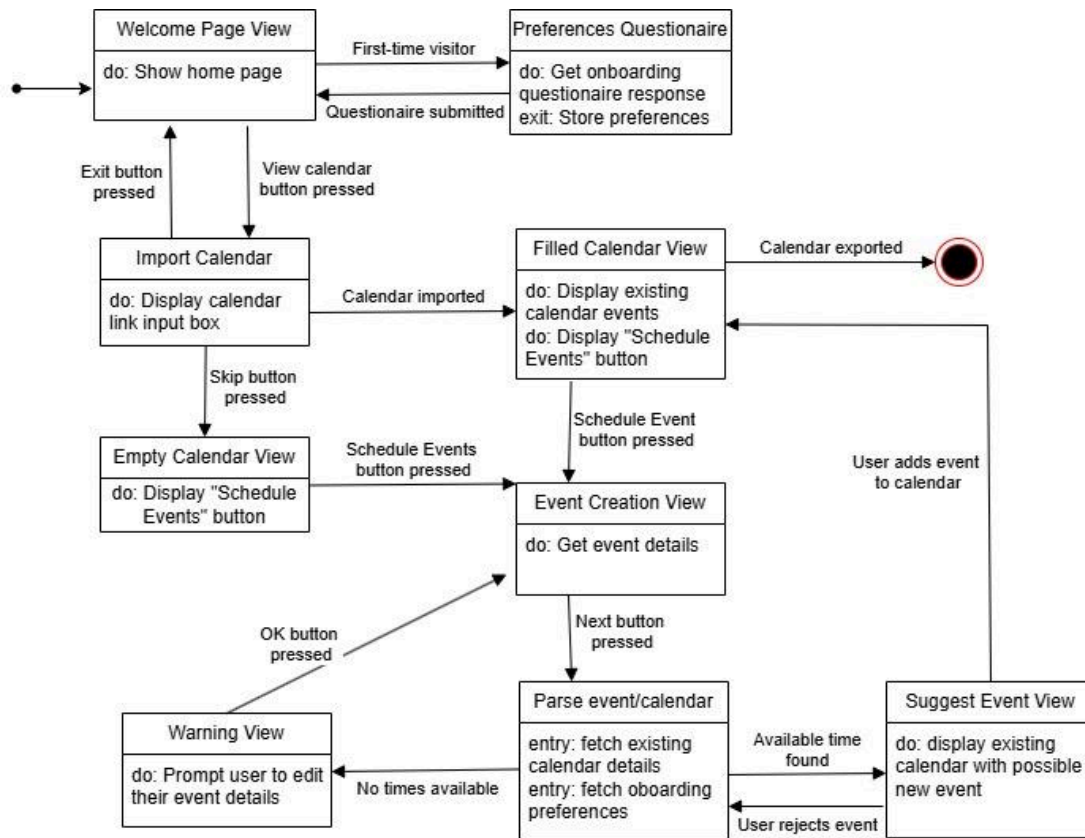 Welcome Page View
do: Show home page
First-time visitor
Questionaire submitted
Preferences Questionaire
do: Get onboarding
questionaire response
exit: Store preferences
Exit button
pressed
View calendar
button pressed
Import Calendar
do: Display calendar
link input box
Calendar imported
Filled Calendar View
do: Display existing
calendar events
do: Display "Schedule
Events" button
Calendar exported
Skip button
pressed
Schedule Event
button pressed
Empty Calendar View
do: Display "Schedule
Events" button
Schedule Events
button pressed
Event Creation View
do: Get event details
User adds event
to calendar
OK button
pressed
Next button
pressed
Warning View
do: Prompt user to edit
their event details
No times available
Parse event/calendar
entry: fetch existing
calendar details
entry: fetch oboarding
preferences
Available time
found
User rejects event
Suggest Event View
do: display existing
calendar with possible
new event